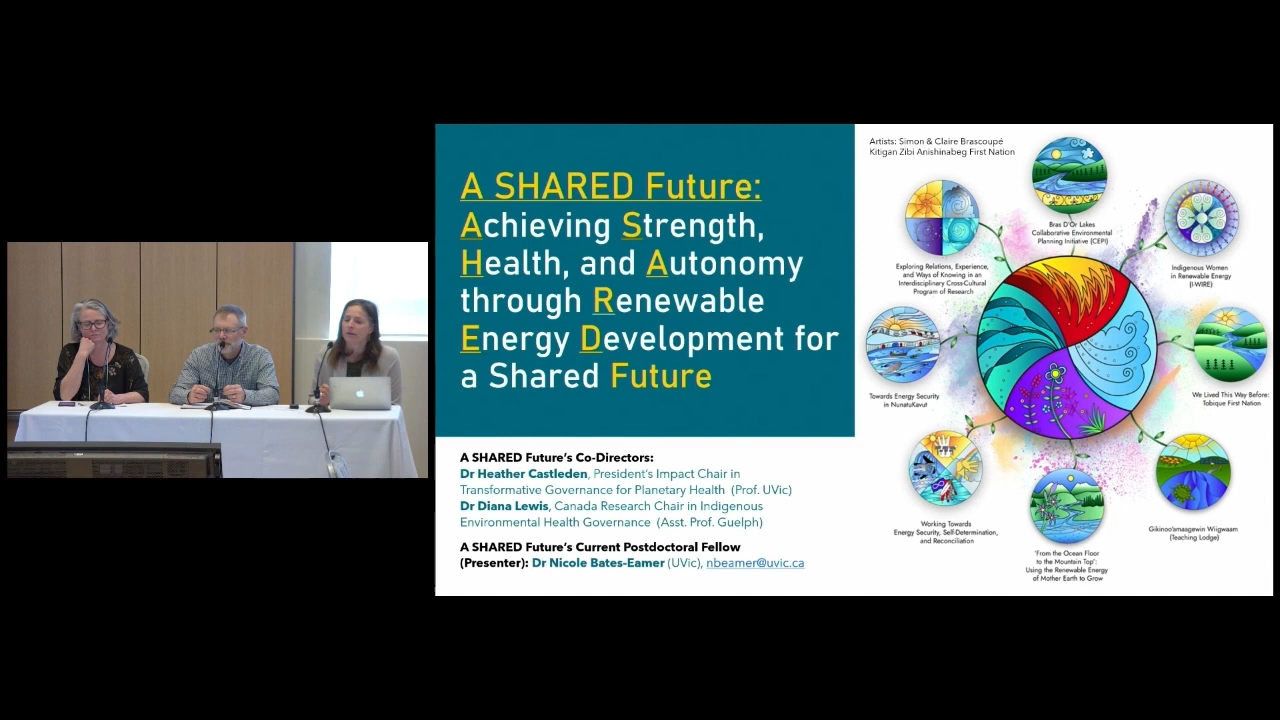 A SHARED Future:
Achieving Strength,
Health, and Autonomy
through Renewable
Energy Development for
a Shared Future
A SHARED Future's Co-Directors:
Dr Heather Castleden, President's Impact Chair in
Transformative Governance for Planetary Health (Prof. UVic)
Dr Diana Lewis, Canada Research Chair in Indigenous
Environmental Health Governance (Asst. Prof. Guelph)
A SHARED Future's Current Postdoctoral Fellow
(Presenter): Dr Nicole Bates-Eamer (UVic), nbeamer@uvic.ca
Artists: Simon & Claire Brascoupé
Kitigan Zibi Anishinabeg First Nation
Bras D'Or Lakes
Collaborative Environmental
Planning Initiative (CEPI)
Indigenous Women
in Renewable Energy
(I-WIRE)
We Lived This Way Before:
Tobique First Nation
Gikinoo'amaagewin Wiigwaam
(Teaching Lodge)
'From the Ocean Floor
to the Mountain Top':
Using the Renewable Energy
of Mother Earth to Grow
Working Towards
Energy Security, Self-Determination,
and Reconciliation
Towards Energy Security
in NunatuKavut
Exploring Relations, Experience,
and Ways of Knowing in an
Interdisciplinary Cross-Cultural
Program of Research